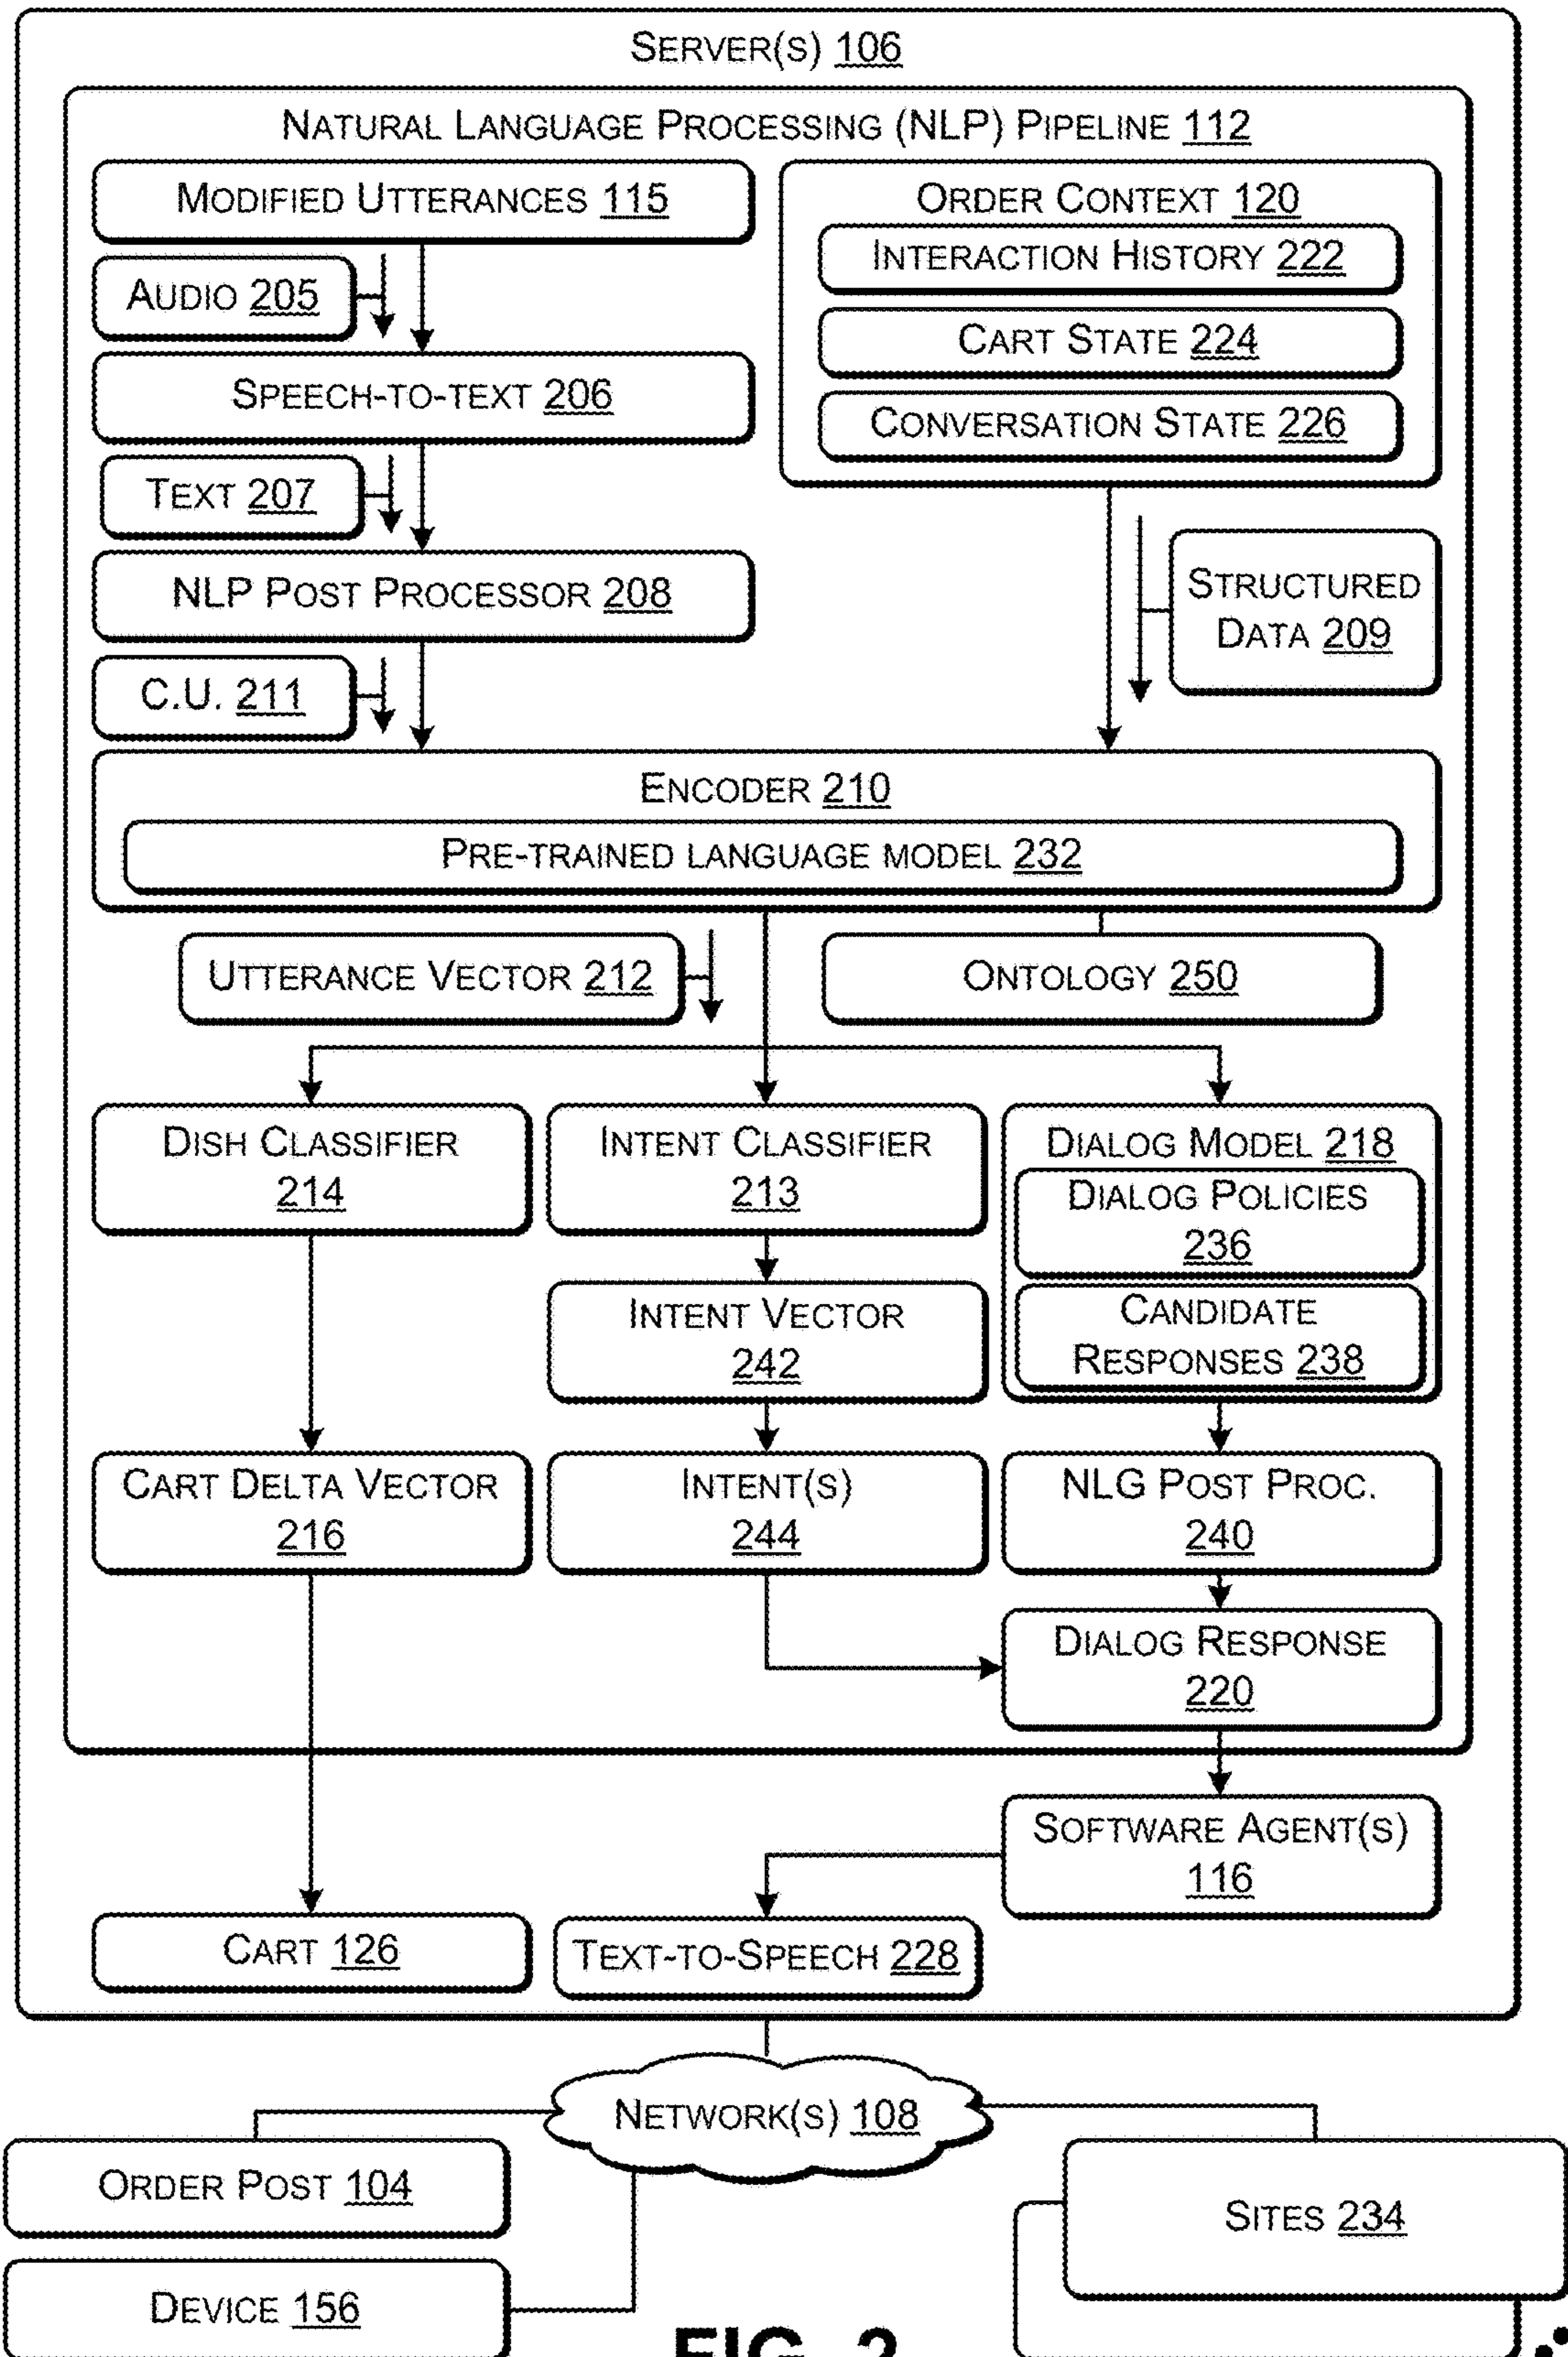 SERVER(S) 106
NATURAL LANGUAGE PROCESSING (NLP) PIPELINE 112
MODIFIED UTTERANCES 115
AUDIO 205
SPEECH-TO-TEXT 206
TEXT 207
NLP POST PROCESSOR 208
C.U. 211
ORDER CONTEXT 120
INTERACTION HISTORY 222
CART STATE 224
CONVERSATION STATE 226
STRUCTURED
DATA 209
ENCODER 210
PRE-TRAINED LANGUAGE MODEL 232
UTTERANCE VECTOR 212
ONTOLOGY 250
DISH CLASSIFIER
214
INTENT CLASSIFIER
213
DIALOG MODEL 218
DIALOG POLICIES
236
CANDIDATE
RESPONSES 238
INTENT VECTOR
242
CART DELTA VECTOR
216
INTENT(S)
244
NLG POST PROC.
240
DIALOG RESPONSE
220
SOFTWARE AGENT(S)
116
CART 126
TEXT-TO-SPEECH 228
NETWORK(S) 108
ORDER POST 104
DEVICE 156
SITES 234
FIG. 2